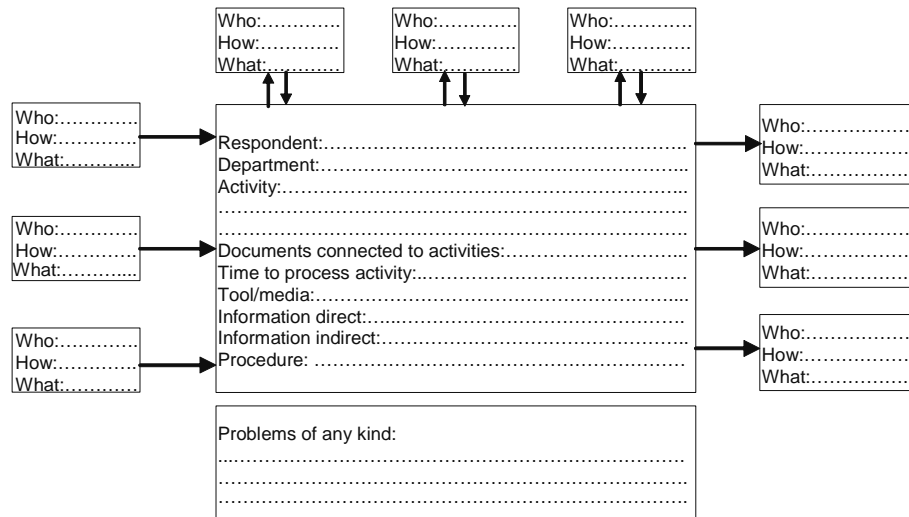 Who:………….
How:………….
What:…………
Who:………….
How:………….
What:…………
Who:………….
How:………….
What:…………
Who:………….
How:………….
What:………...
Who:………….
How:………….
What:………....
Who:………….
How:………….
What:…………
Respondent:……………………………………………………………
Department:…………………………………………………………...
Activity:…………………………………………………………………..
……………………………………………………………………………
……………………………………………………………………………
Documents connected to activities:……………………………...
Time to process activity:..……………………………………………
Tool/media:……………………………………………………………...
Information direct:…..…………………………………………………
Information indirect:……………………………………………………
Procedure: ……………………………………………………………
Who:……………….
How:……………….
What:……………….
Who:……………….
How:……………….
What:……………….
Who:……………….
How:……………….
What:……………….
Problems of any kind:
...…………………………………………………………………………
……………………………………………………………………………
……………………………………………………………………………